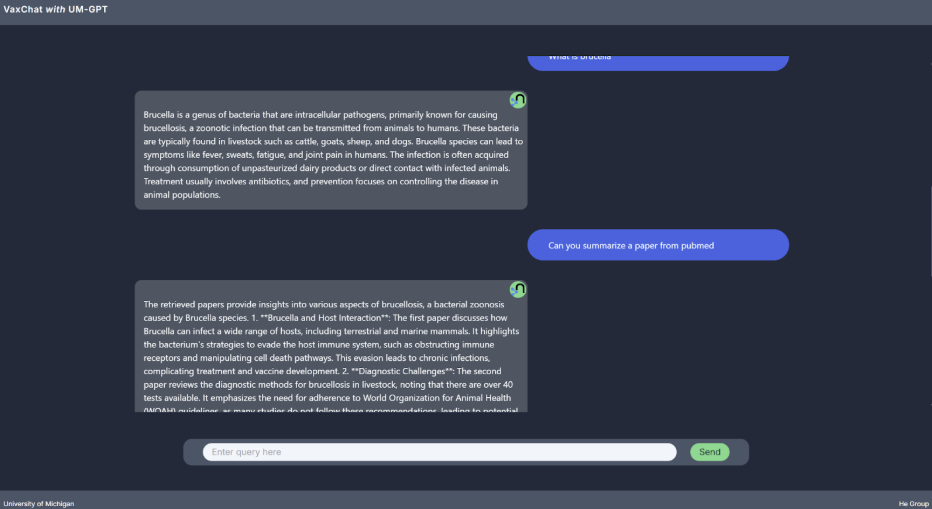 VaxChat with UM-GPT
What is brucella
Brucella is a genus of bacteria that are intracellular pathogens, primarily known for causing
brucellosis, a zoonotic infection that can be transmitted from animals to humans. These bacteria
are typically found in livestock such as cattle, goats, sheep, and dogs. Brucella species can lead to
symptoms like fever, sweats, fatigue, and joint pain in humans. The infection is often acquired
through consumption of unpasteurized dairy products or direct contact with infected animals.
Treatment usually involves antibiotics, and prevention focuses on controlling the disease in
animal populations.
Can you summarize a paper from pubmed
The retrieved papers provide insights into various aspects of brucellosis, a bacterial zoonosis
caused by Brucella species. 1. **Brucella and Host Interaction**: The first paper discusses how
Brucella can infect a wide range of hosts, including terrestrial and marine mammals. It highlights
the bacterium's strategies to evade the host immune system, such as obstructing immune
receptors and manipulating cell death pathways. This evasion leads to chronic infections,
complicating treatment and vaccine development. 2. **Diagnostic Challenges**: The second
paper reviews the diagnostic methods for brucellosis in livestock, noting that there are over 40
tests available. It emphasizes the need for adherence to World Organization for Animal Health
(WOAH) guidelines, as many studies do not follow these recommendations, leading to potential
Enter query here
Send
University of Michigan
He Group